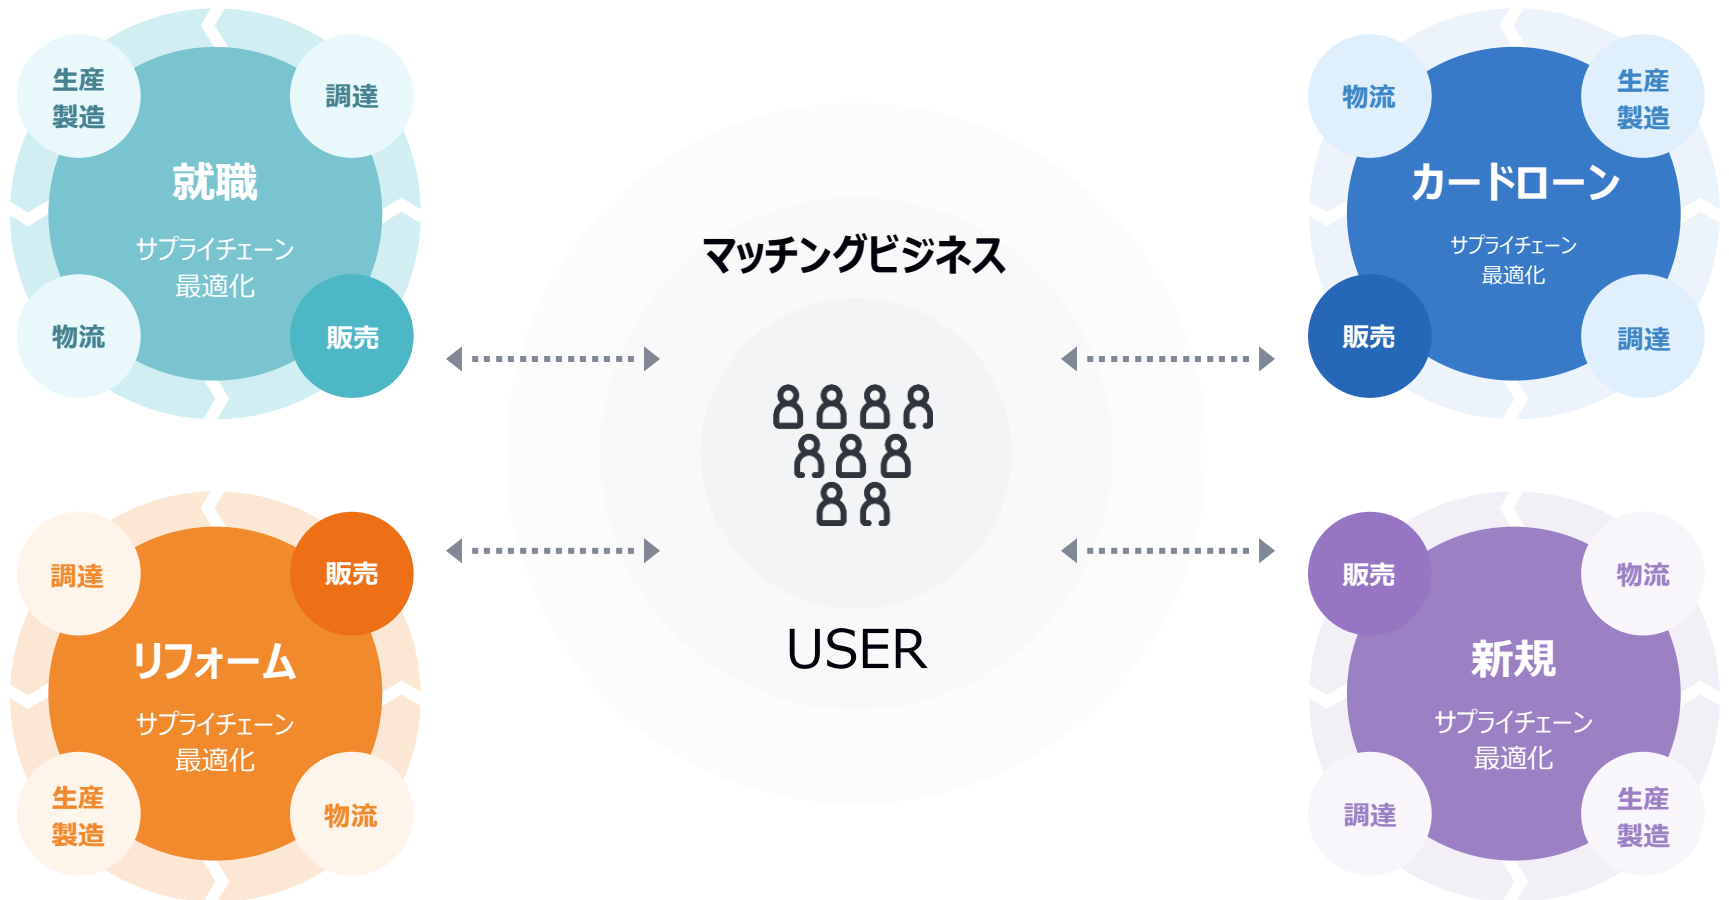 生産
製造
調達
就職
サプライチェーン
最適化
物流
販売
マッチングビジネス
USER
物流
生産
製造
カードローン
サプライチェーン
最適化
販売
調達
調達
販売
リフォーム
サプライチェーン
最適化
生産
製造
物流
販売
物流
新規
サプライチェーン
最適化
調達
生産
製造